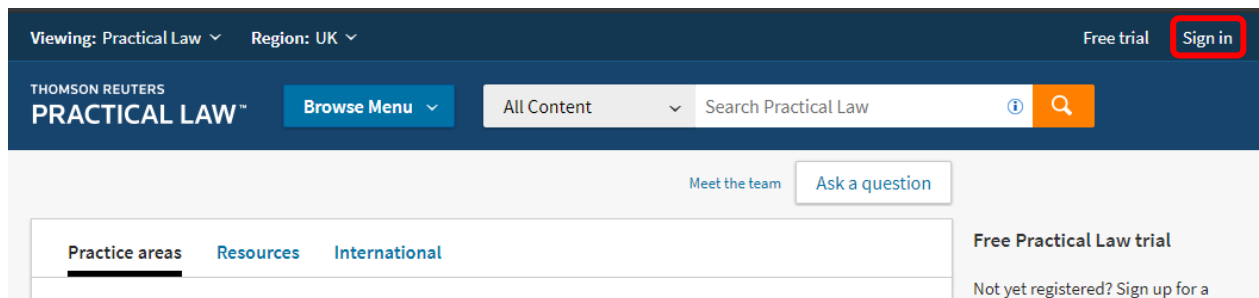 Viewing: Practical Law Region: UK Free trial Sign in
THOMSON REUTERS
PRACTICAL LAW™ Browse Menu All Content Search Practical Law
Meet the team Ask a question
Practice areas Resources International
Free Practical Law trial
Not yet registered? Sign up for a